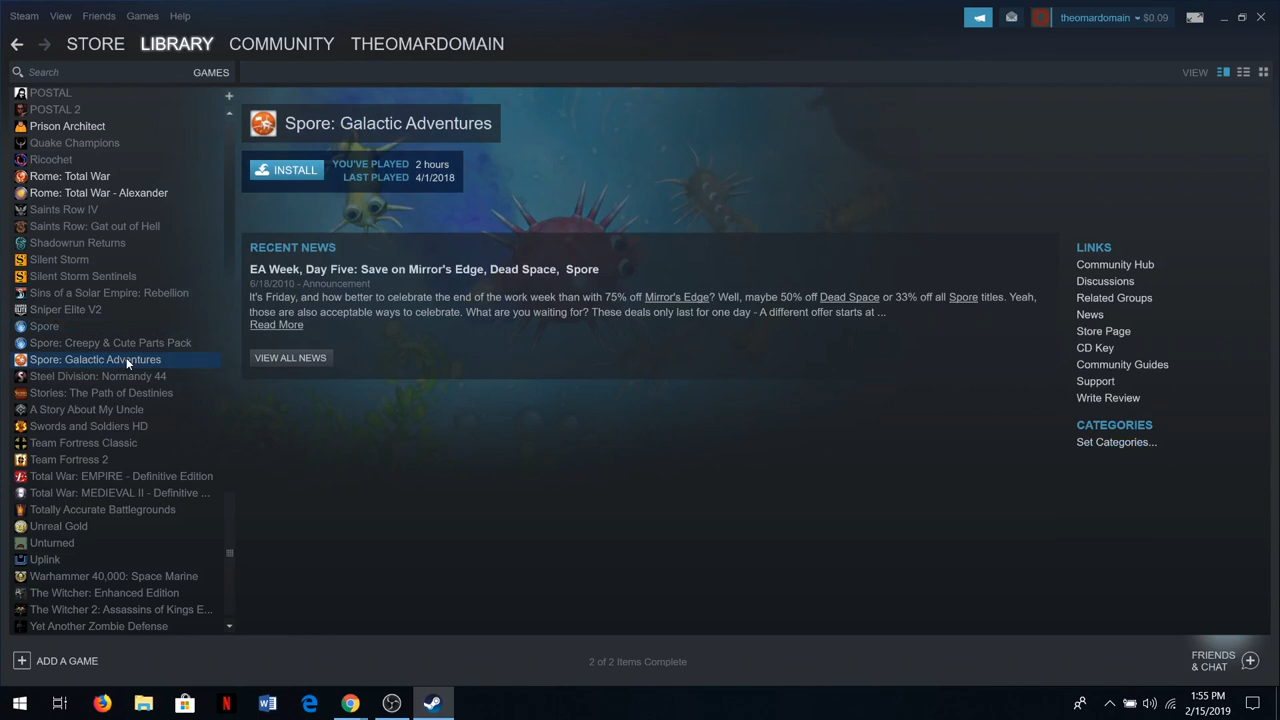 Steam View Friends Games Help
theomardomain $0.09
STORE LIBRARY COMMUNITY THEOMARDOMAIN
Search GAMES
VIEW
POSTAL
POSTAL 2
Prison Architect
Quake Champions
Ricochet
Rome: Total War
Rome: Total War - Alexander
Saints Row IV
Saints Row: Gat out of Hell
Shadowrun Returns
Silent Storm
Silent Storm Sentinels
Sins of a Solar Empire: Rebellion
Sniper Elite V2
Spore
Spore: Creepy & Cute Parts Pack
Spore: Galactic Adventures
Steel Division: Normandy 44
Stories: The Path of Destinies
A Story About My Uncle
Swords and Soldiers HD
Team Fortress Classic
Team Fortress 2
Total War: EMPIRE - Definitive Edition
Total War: MEDIEVAL II - Definitive ...
Totally Accurate Battlegrounds
Unreal Gold
Unturned
Uplink
Warhammer 40,000: Space Marine
The Witcher: Enhanced Edition
The Witcher 2: Assassins of Kings E...
Yet Another Zombie Defense
Spore: Galactic Adventures
INSTALL
YOU'VE PLAYED 2 hours
LAST PLAYED 4/1/2018
RECENT NEWS
EA Week, Day Five: Save on Mirror's Edge, Dead Space, Spore
6/18/2010 - Announcement
It's Friday, and how better to celebrate the end of the work week than with 75% off Mirror's Edge? Well, maybe 50% off Dead Space or 33% off all Spore titles. Yeah,
those are also acceptable ways to celebrate. What are you waiting for? These deals only last for one day - A different offer starts at ...
Read More
VIEW ALL NEWS
LINKS
Community Hub
Discussions
Related Groups
News
Store Page
CD Key
Community Guides
Support
Write Review
CATEGORIES
Set Categories...
ADD A GAME
2 of 2 Items Complete
FRIENDS
& CHAT
1:55 PM
2/15/2019